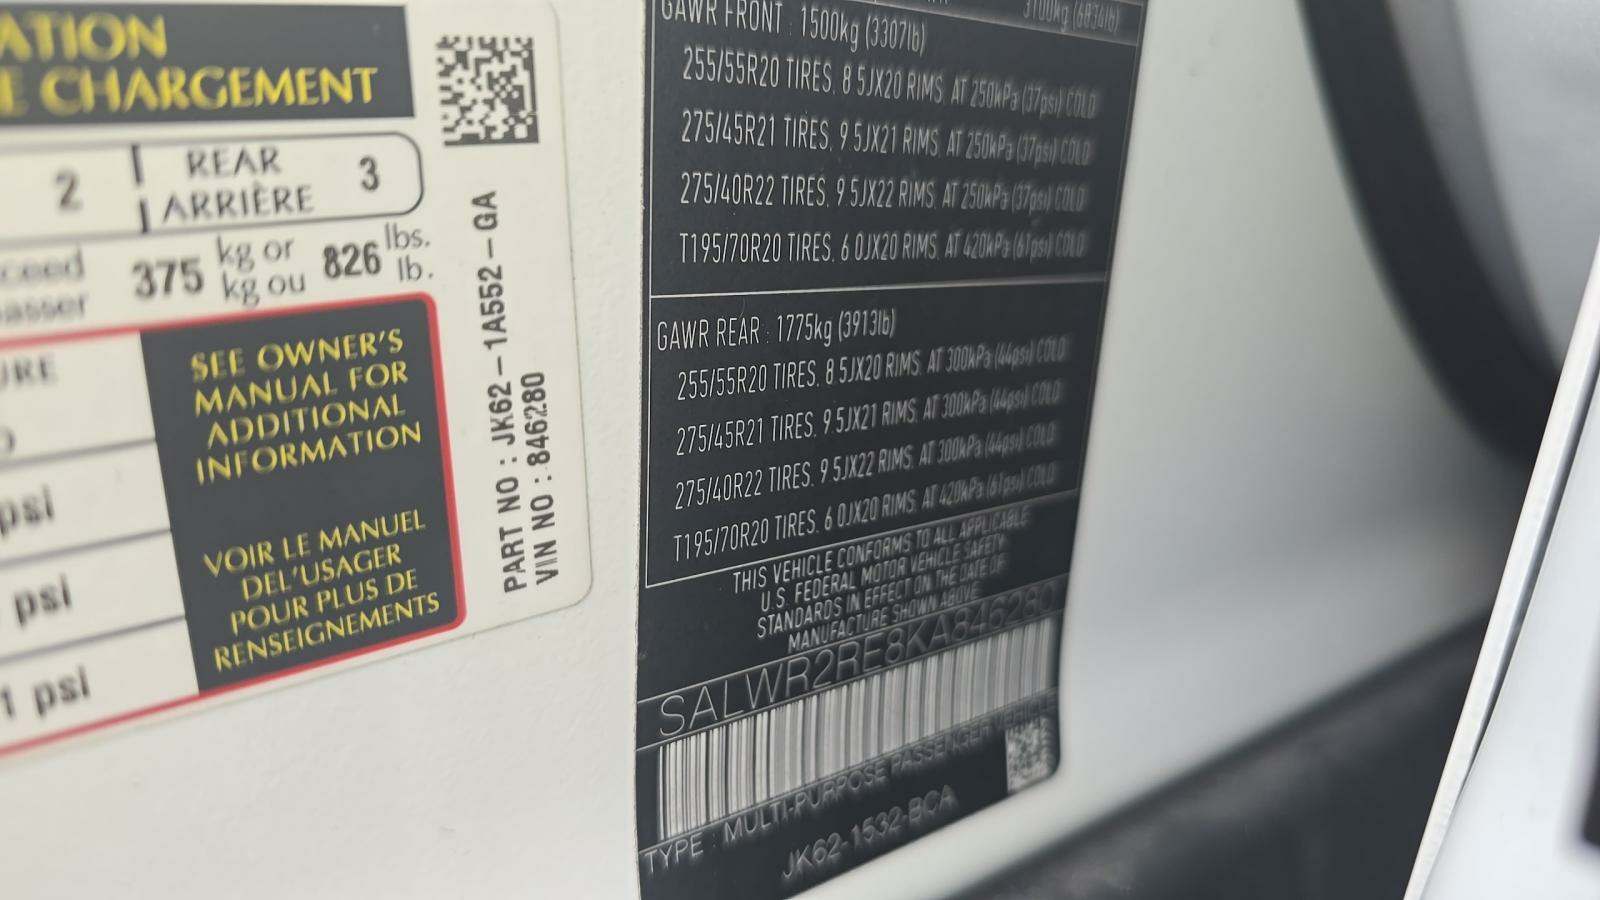 ATION
E CHARGEMENT
2
REAR
ARRIÈRE
3
ceed
passer
375
kg or
kg ou
826
lbs.
lb.
URE
psi
psi
1 psi
SEE OWNER'S
MANUAL FOR
ADDITIONAL
INFORMATION
VOIR LE MANUEL
DEL'USAGER
POUR PLUS DE
RENSEIGNEMENTS
PART NO : JK62-1A552-GA
VIN NO : 846280
3100kg (6834lb)
GAWR FRONT : 1500kg (3307lb)
255/55R20 TIRES, 8 5JX20 RIMS, AT 250kPa (37psi) COLD
275/45R21 TIRES, 9 5JX21 RIMS, AT 250kPa (37psi) COLD
275/40R22 TIRES, 9 5JX22 RIMS, AT 250kPa (37psi) COLD
T195/70R20 TIRES, 6 0JX20 RIMS, AT 420kPa (61psi) COLD
GAWR REAR : 1775kg (3913lb)
255/55R20 TIRES, 8 5JX20 RIMS, AT 300kPa (44psi) COLD
275/45R21 TIRES, 9 5JX21 RIMS, AT 300kPa (44psi) COLD
275/40R22 TIRES, 9 5JX22 RIMS, AT 300kPa (44psi) COLD
T195/70R20 TIRES, 6 0JX20 RIMS, AT 420kPa (61psi) COLD
THIS VEHICLE CONFORMS TO ALL APPLICABLE
U.S. FEDERAL MOTOR VEHICLE SAFETY
STANDARDS IN EFFECT ON THE DATE OF
MANUFACTURE SHOWN ABOVE
SALWR2RE8KA846280
TYPE : MULTI-PURPOSE PASSENGER VEHICLE
JK62-1532-BCA